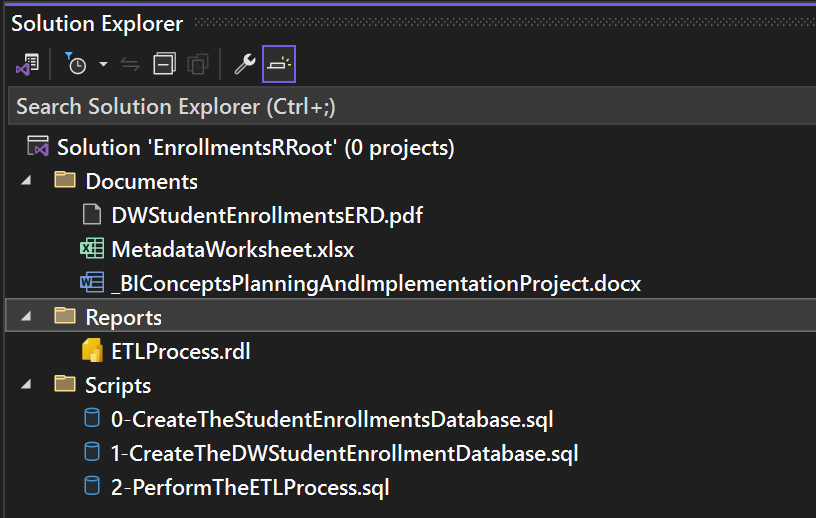 Solution Explorer
Search Solution Explorer (Ctrl+;)
Solution 'EnrollmentsRRoot' (0 projects)
Documents
DWStudentEnrollmentsERD.pdf
MetadataWorksheet.xlsx
_BIConceptsPlanningAndImplementationProject.docx
Reports
ETLProcess.rdl
Scripts
0-CreateTheStudentEnrollmentsDatabase.sql
1-CreateTheDWStudentEnrollmentDatabase.sql
2-PerformTheETLProcess.sql